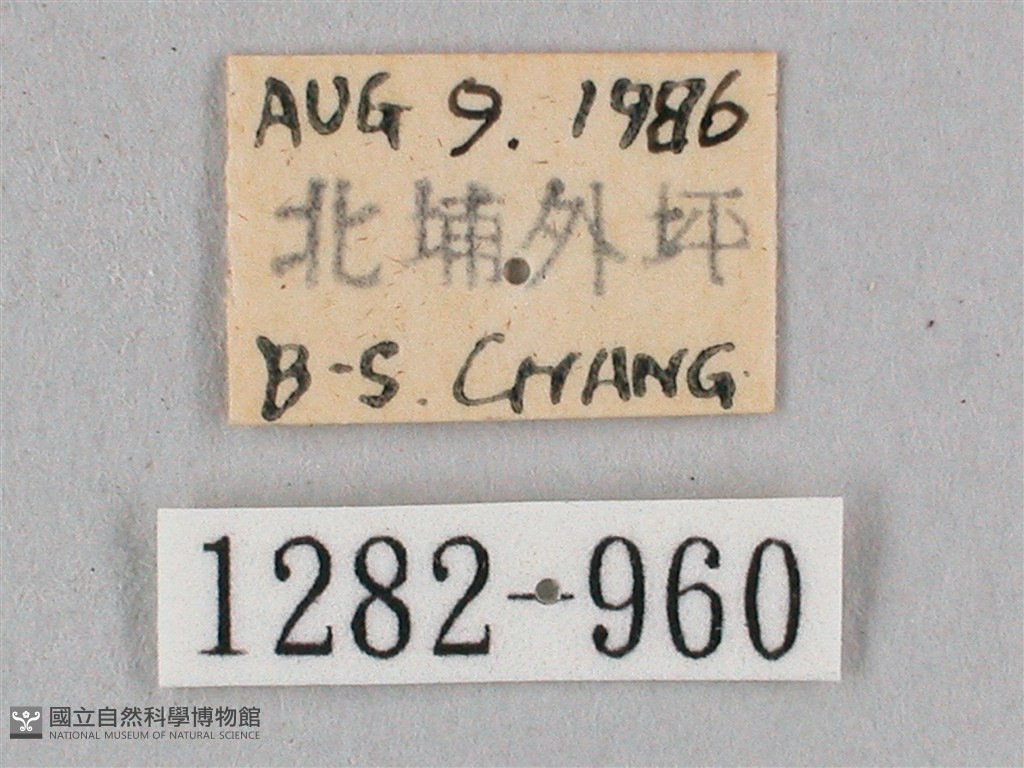 AUG 9. 1986
北埔外坪
B-S. CHANG.
1282-960
國立自然科學博物館
NATIONAL MUSEUM OF NATURAL SCIENCE